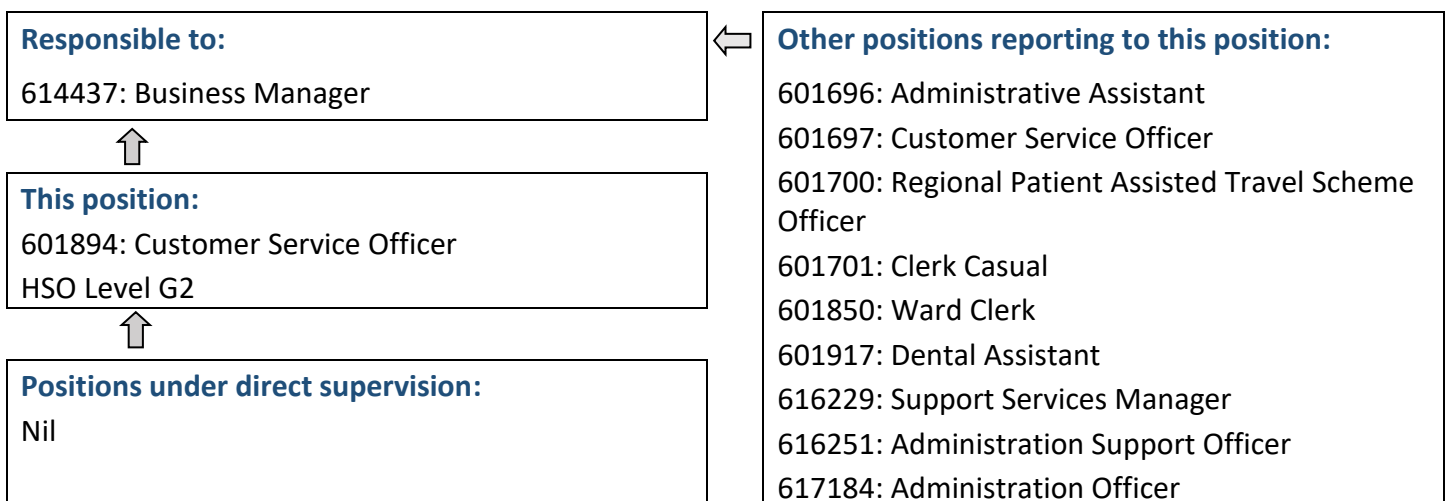 Responsible to:
614437: Business Manager
This position:
601894: Customer Service Officer
HSO Level G2
Positions under direct supervision:
Nil
Other positions reporting to this position:
601696: Administrative Assistant
601697: Customer Service Officer
601700: Regional Patient Assisted Travel Scheme
Officer
601701: Clerk Casual
601850: Ward Clerk
601917: Dental Assistant
616229: Support Services Manager
616251: Administration Support Officer
617184: Administration Officer